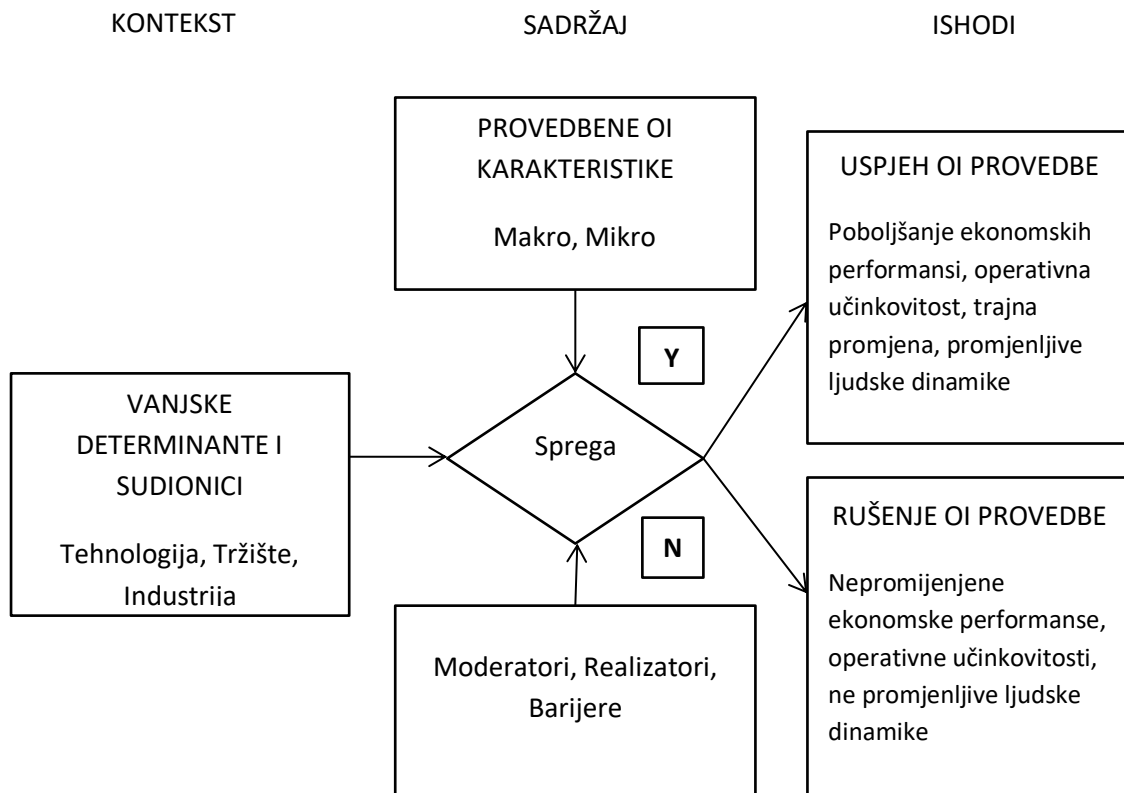 KONTEKST
SADRŽAJ
ISHODI
PROVEDBENE OI
KARAKTERISTIKE
Makro, Mikro
USPJEH OI PROVEDBE
Poboljšanje ekonomskih
performansi, operativna
učinkovitost, trajna
promjena, promjenljive
ljudske dinamike
Y
VANJSKE
DETERMINANTE I
SUDIONICI
Tehnologija, Tržište,
Industrija
Sprega
N
RUŠENJE OI PROVEDBE
Nepromijenjene
ekonomske performanse,
operativne učinkovitosti,
ne promjenljive ljudske
dinamike
Moderatori, Realizatori,
Barijere